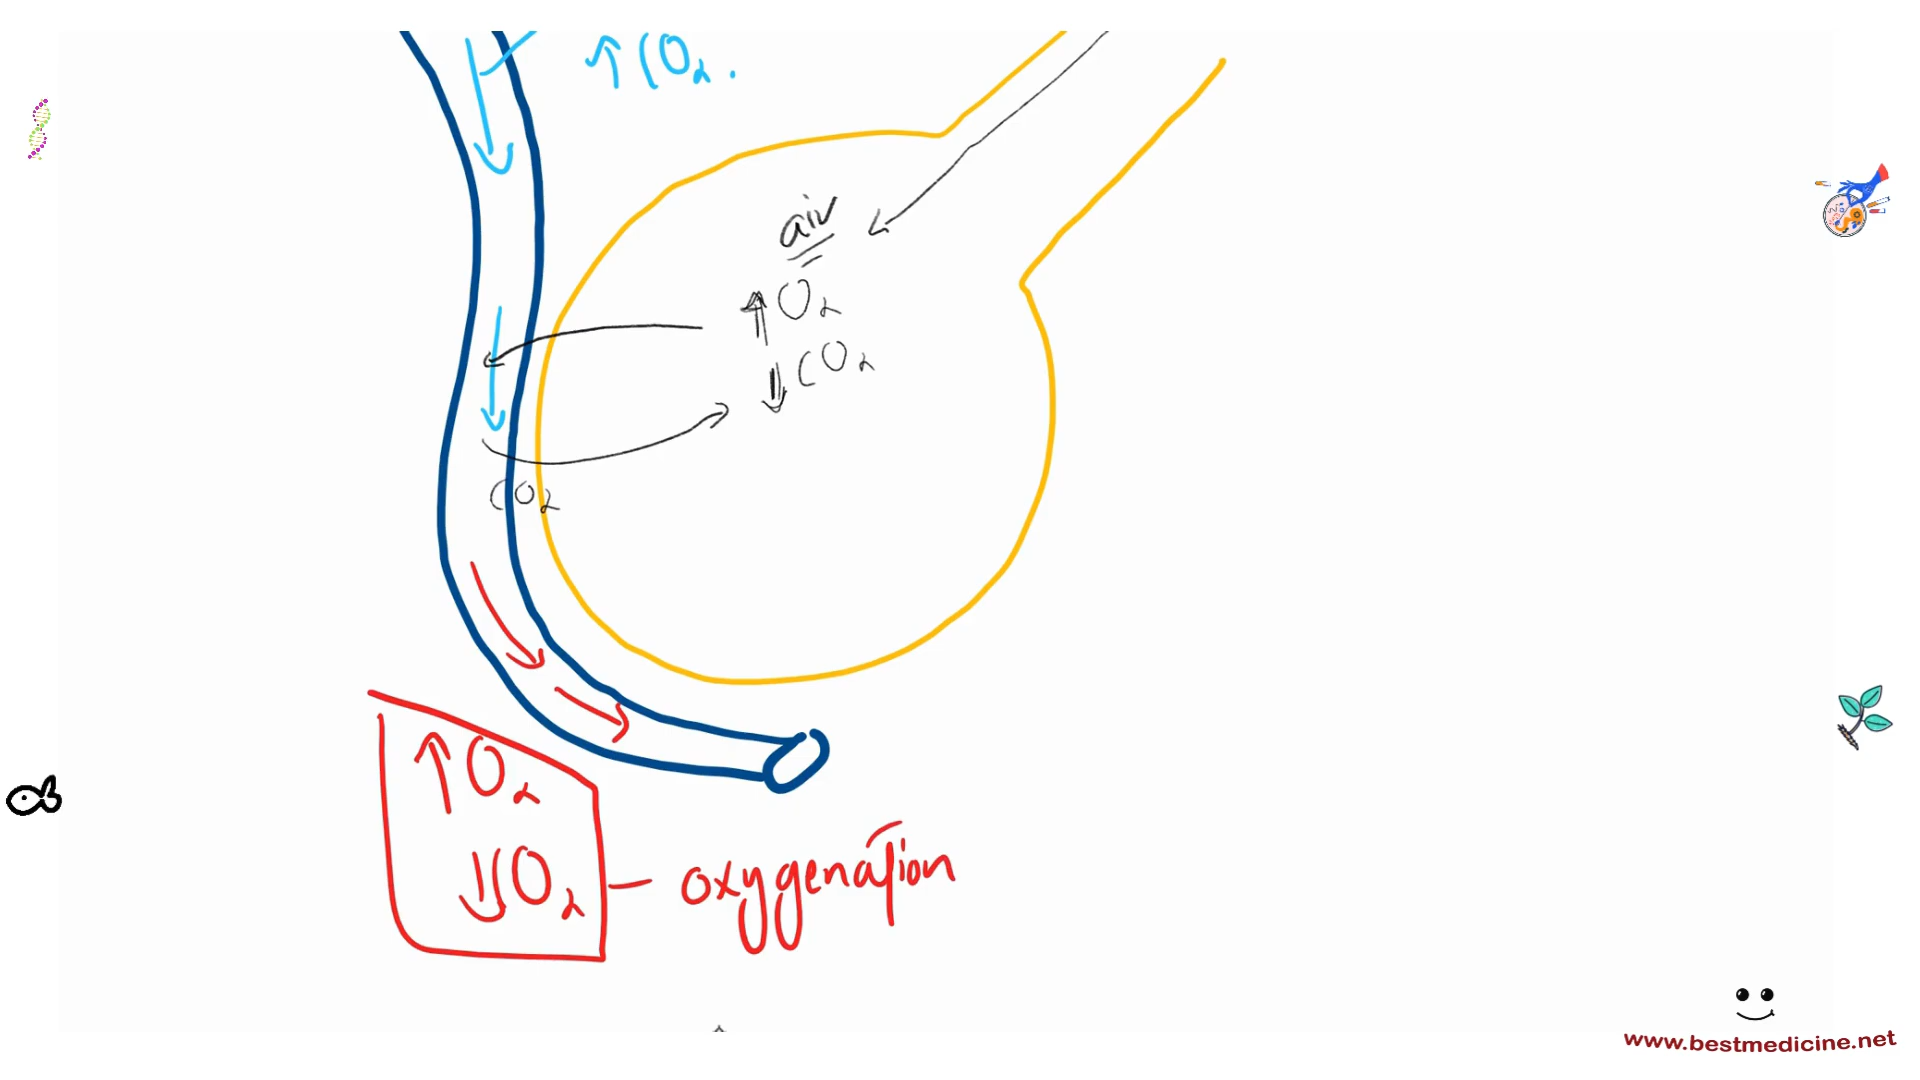 ↑CO₂.
air
↑O₂
↓CO₂
CO₂
↑O₂
↓CO₂ - oxygenation
www.bestmedicine.net